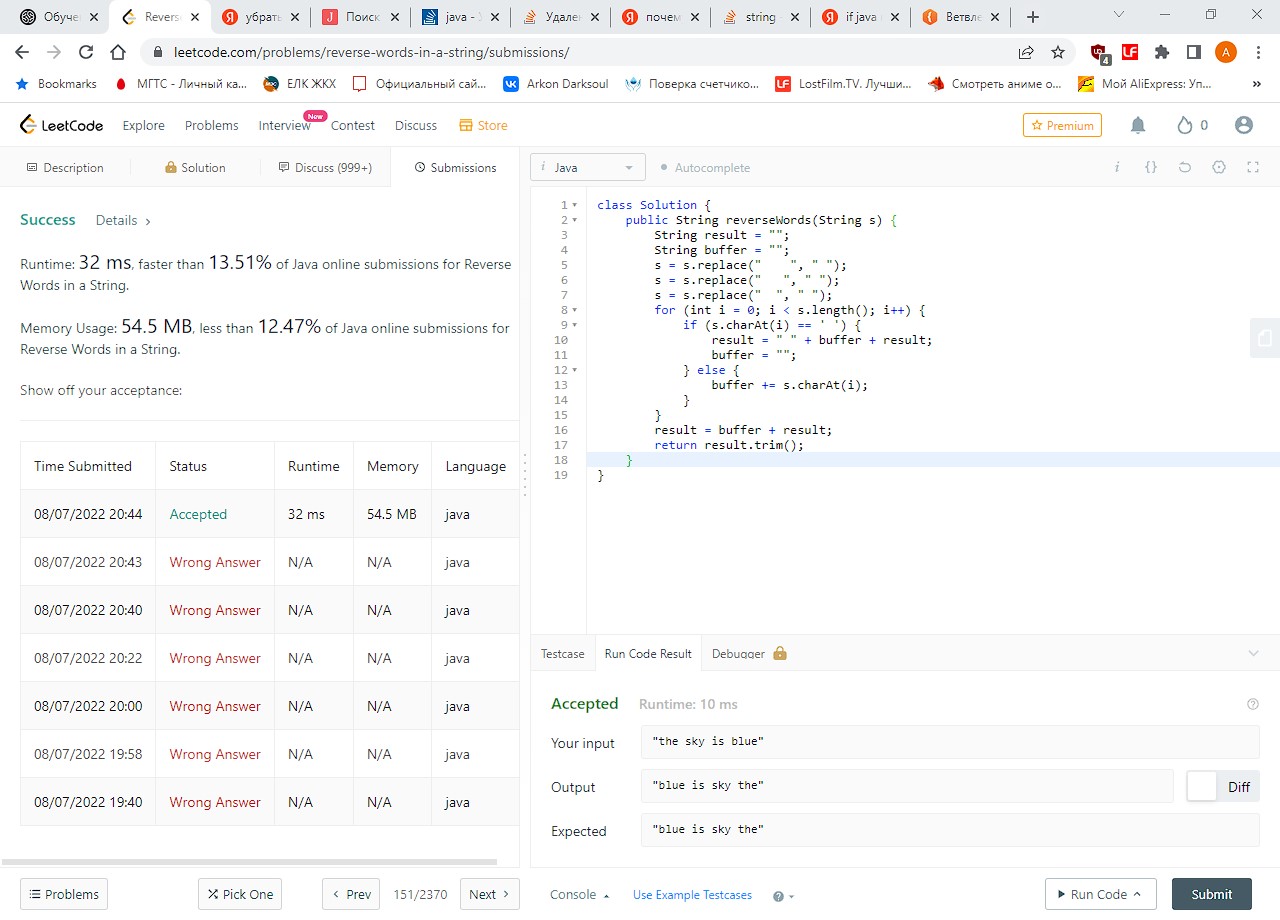 Обучен
Revers
убрать
Поиск
java - У
Удален
почем
string
if java
Ветвле
leetcode.com/problems/reverse-words-in-a-string/submissions/
4
LF
A
Bookmarks
МГТС - Личный ка...
ЕЛК ЖКХ
Официальный сай...
Arkon Darksoul
Поверка счетчико...
LostFilm.TV. Лучши...
Смотреть аниме о...
Мой AliExpress: Уп...
»
LeetCode
Explore
Problems
Interview
New
Contest
Discuss
Store
Premium
0
Description
Solution
Discuss (999+)
Submissions
i Java
Autocomplete
i {}
Success
Details
Runtime: 32 ms, faster than 13.51% of Java online submissions for Reverse
Words in a String.
Memory Usage: 54.5 MB, less than 12.47% of Java online submissions for
Reverse Words in a String.
Show off your acceptance:
Time Submitted Status Runtime Memory Language
08/07/2022 20:44 Accepted 32 ms 54.5 MB java
08/07/2022 20:43 Wrong Answer N/A N/A java
08/07/2022 20:40 Wrong Answer N/A N/A java
08/07/2022 20:22 Wrong Answer N/A N/A java
08/07/2022 20:00 Wrong Answer N/A N/A java
08/07/2022 19:58 Wrong Answer N/A N/A java
08/07/2022 19:40 Wrong Answer N/A N/A java
Problems
Pick One
Prev
151/2370
Next
1 class Solution {
2     public String reverseWords(String s) {
3         String result = "";
4         String buffer = "";
5         s = s.replace("    ", " ");
6         s = s.replace("   ", " ");
7         s = s.replace("  ", " ");
8         for (int i = 0; i < s.length(); i++) {
9             if (s.charAt(i) == ' ') {
10                 result = " " + buffer + result;
11                 buffer = "";
12             } else {
13                 buffer += s.charAt(i);
14             }
15         }
16         result = buffer + result;
17         return result.trim();
18     }
19 }
Testcase
Run Code Result
Debugger
Accepted
Runtime: 10 ms
Your input
"the sky is blue"
Output
"blue is sky the"
Diff
Expected
"blue is sky the"
Console
Use Example Testcases
Run Code
Submit